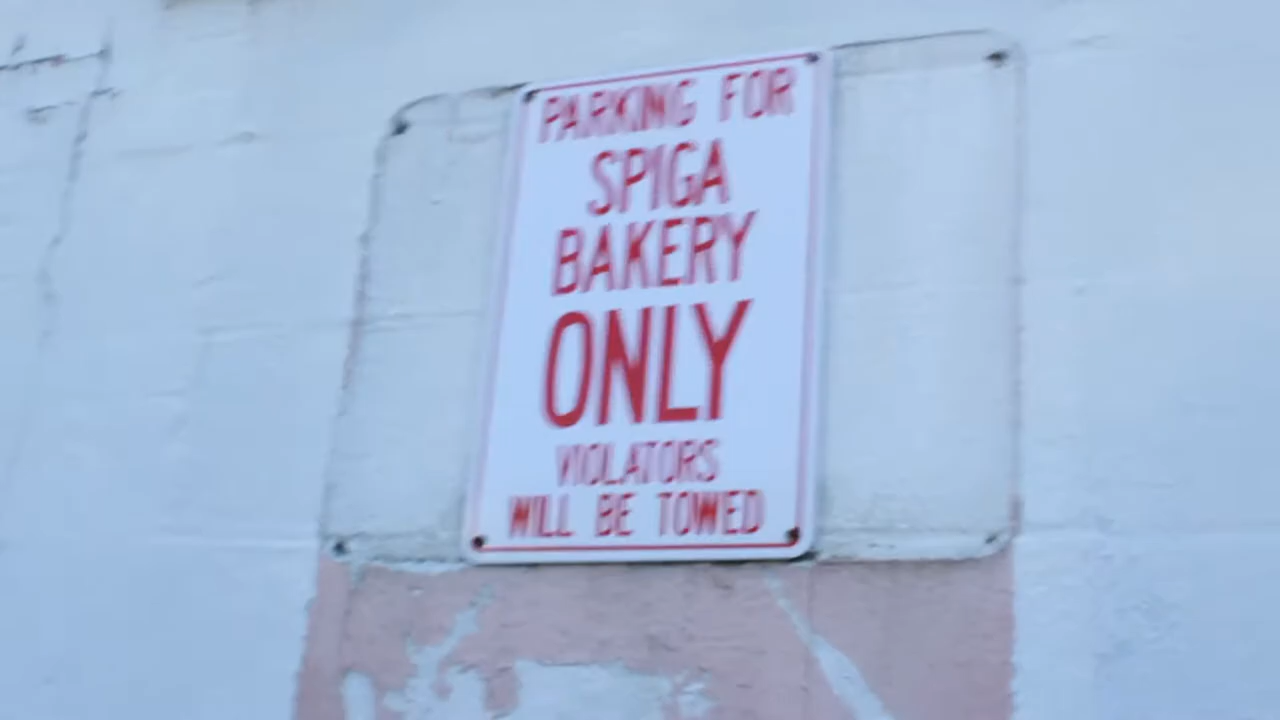 PARKING FOR
SPIGA
BAKERY
ONLY
VIOLATORS
WILL BE TOWED